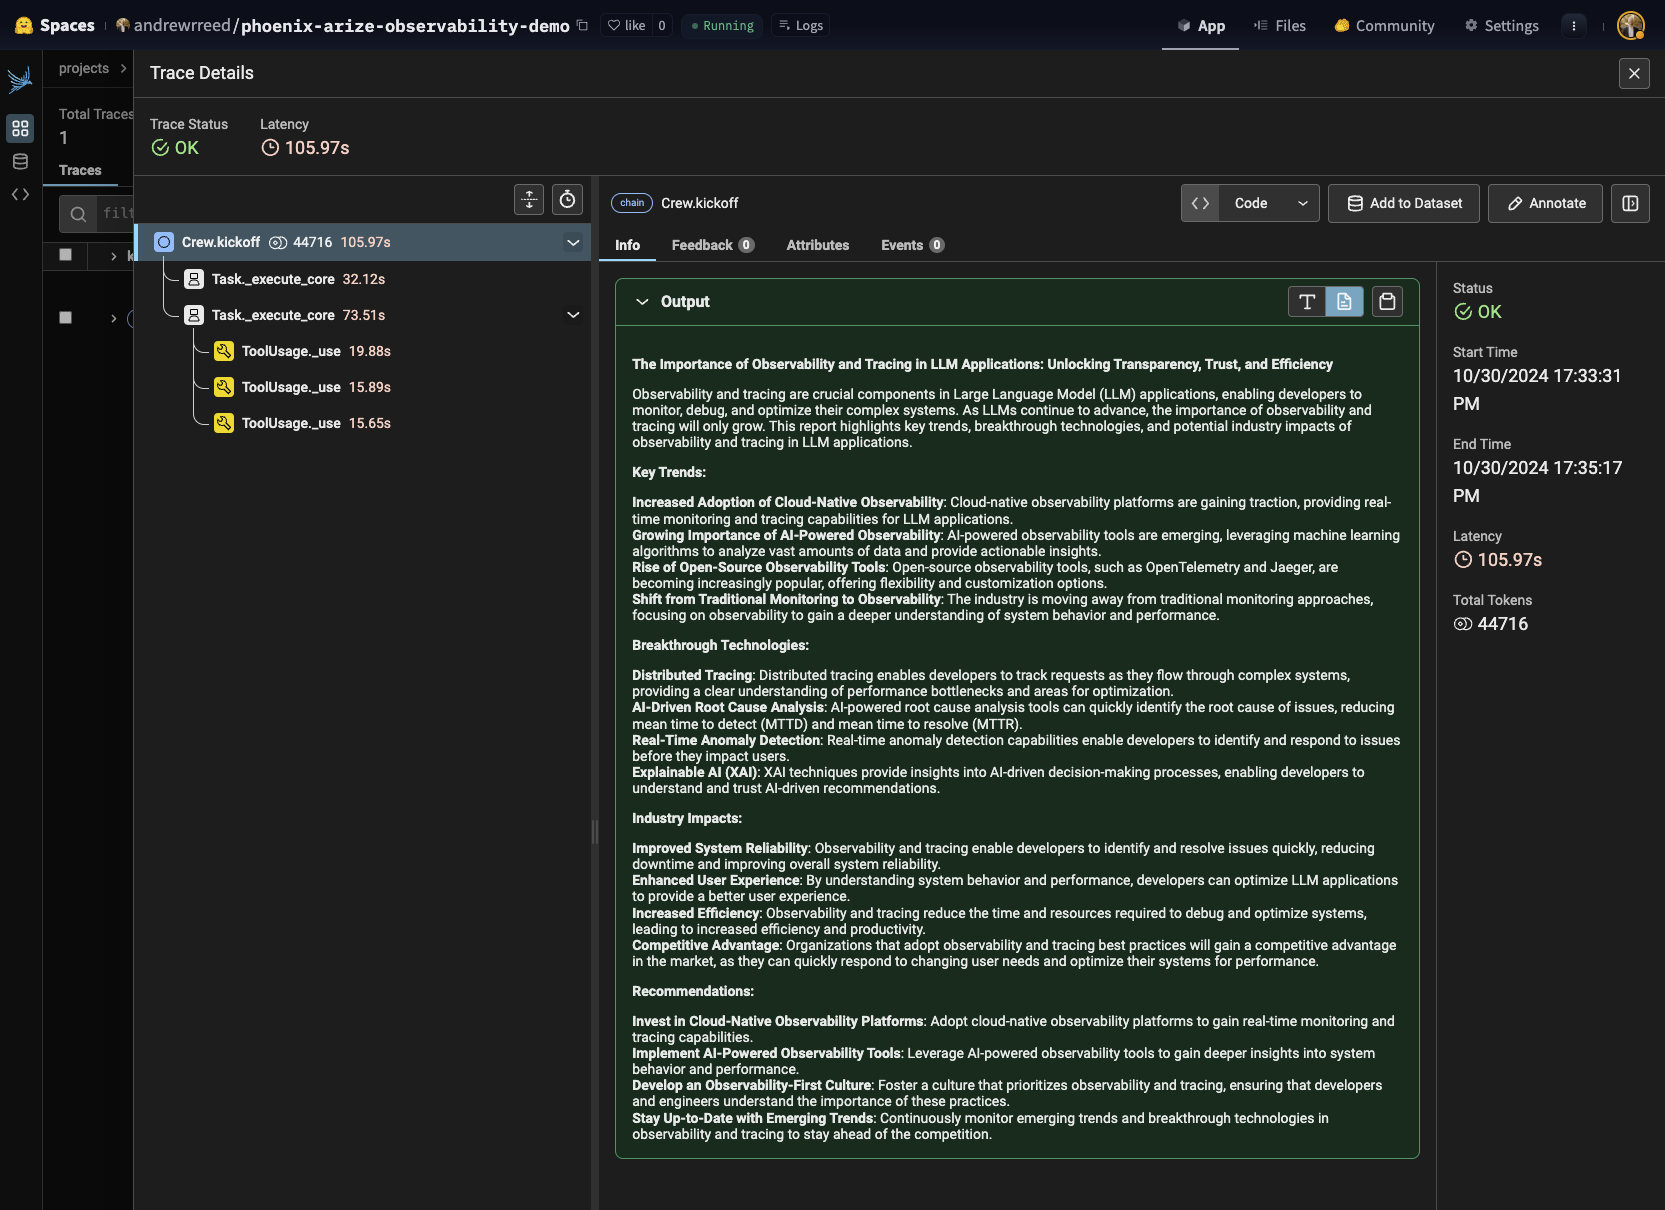 Spaces
andrewrreed/phoenix-arize-observability-demo
like 0
Running
Logs
App
Files
Community
Settings
projects
Total Traces
1
Traces
Trace Details
Trace Status
OK
Latency
105.97s
Crew.kickoff 44716 105.97s
Task._execute_core 32.12s
Task._execute_core 73.51s
ToolUsage._use 19.88s
ToolUsage._use 15.89s
ToolUsage._use 15.65s
chain Crew.kickoff
Code
Add to Dataset
Annotate
Info
Feedback 0
Attributes
Events 0
Output
The Importance of Observability and Tracing in LLM Applications: Unlocking Transparency, Trust, and Efficiency
Observability and tracing are crucial components in Large Language Model (LLM) applications, enabling developers to
monitor, debug, and optimize their complex systems. As LLMs continue to advance, the importance of observability and
tracing will only grow. This report highlights key trends, breakthrough technologies, and potential industry impacts of
observability and tracing in LLM applications.
Key Trends:
Increased Adoption of Cloud-Native Observability: Cloud-native observability platforms are gaining traction, providing real-
time monitoring and tracing capabilities for LLM applications.
Growing Importance of AI-Powered Observability: AI-powered observability tools are emerging, leveraging machine learning
algorithms to analyze vast amounts of data and provide actionable insights.
Rise of Open-Source Observability Tools: Open-source observability tools, such as OpenTelemetry and Jaeger, are
becoming increasingly popular, offering flexibility and customization options.
Shift from Traditional Monitoring to Observability: The industry is moving away from traditional monitoring approaches,
focusing on observability to gain a deeper understanding of system behavior and performance.
Breakthrough Technologies:
Distributed Tracing: Distributed tracing enables developers to track requests as they flow through complex systems,
providing a clear understanding of performance bottlenecks and areas for optimization.
AI-Driven Root Cause Analysis: AI-powered root cause analysis tools can quickly identify the root cause of issues, reducing
mean time to detect (MTTD) and mean time to resolve (MTTR).
Real-Time Anomaly Detection: Real-time anomaly detection capabilities enable developers to identify and respond to issues
before they impact users.
Explainable AI (XAI): XAI techniques provide insights into AI-driven decision-making processes, enabling developers to
understand and trust AI-driven recommendations.
Industry Impacts:
Improved System Reliability: Observability and tracing enable developers to identify and resolve issues quickly, reducing
downtime and improving overall system reliability.
Enhanced User Experience: By understanding system behavior and performance, developers can optimize LLM applications
to provide a better user experience.
Increased Efficiency: Observability and tracing reduce the time and resources required to debug and optimize systems,
leading to increased efficiency and productivity.
Competitive Advantage: Organizations that adopt observability and tracing best practices will gain a competitive advantage
in the market, as they can quickly respond to changing user needs and optimize their systems for performance.
Recommendations:
Invest in Cloud-Native Observability Platforms: Adopt cloud-native observability platforms to gain real-time monitoring and
tracing capabilities.
Implement AI-Powered Observability Tools: Leverage AI-powered observability tools to gain deeper insights into system
behavior and performance.
Develop an Observability-First Culture: Foster a culture that prioritizes observability and tracing, ensuring that developers
and engineers understand the importance of these practices.
Stay Up-to-Date with Emerging Trends: Continuously monitor emerging trends and breakthrough technologies in
observability and tracing to stay ahead of the competition.
Status
OK
Start Time
10/30/2024 17:33:31
PM
End Time
10/30/2024 17:35:17
PM
Latency
105.97s
Total Tokens
44716